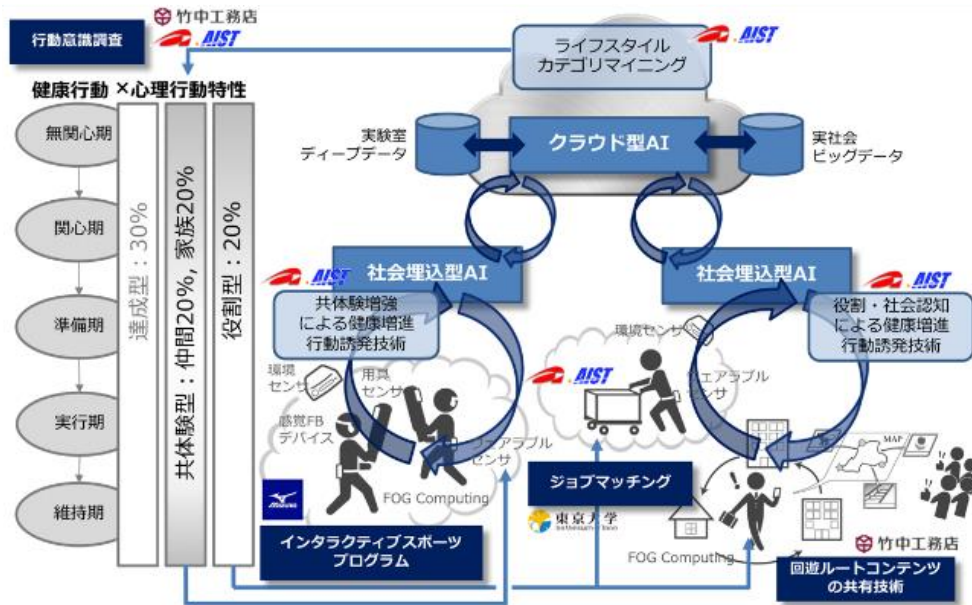 竹中工務店
行動意識調査
AIST
AIST
ライフスタイル
カテゴリマイニング
健康行動 ×心理行動特性
無関心期
関心期
準備期
実行期
維持期
達成型：30%
共体験型：仲間20%, 家族20%
役割型：20%
実験室
ディープデータ
クラウド型AI
実社会
ビッグデータ
社会埋込型AI
AIST
共体験増強
による健康増進
行動誘発技術
社会埋込型AI
AIST
役割・社会認知
による健康増進
行動誘発技術
環境
センサ
用具
センサ
感覚FB
デバイス
ウェアラブル
センサ
FOG Computing
MIZUNO
インタラクティブスポーツ
プログラム
AIST
環境センサ
ウェアラブル
センサ
ジョブマッチング
東京大学
MAP
FOG Computing
竹中工務店
回遊ルートコンテンツ
の共有技術